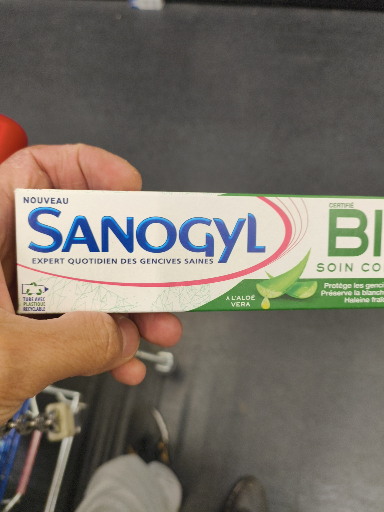 NOUVEAU
SANOGYL
EXPERT QUOTIDIEN DES GENCIVES SAINES
TUBE AVEC
PLASTIQUE
RECYCLABLE
À L'ALOÉ
VERA
CERTIFIÉ
BI
SOIN CO
Protège les genci
Préserve la blanch
Haleine fraî